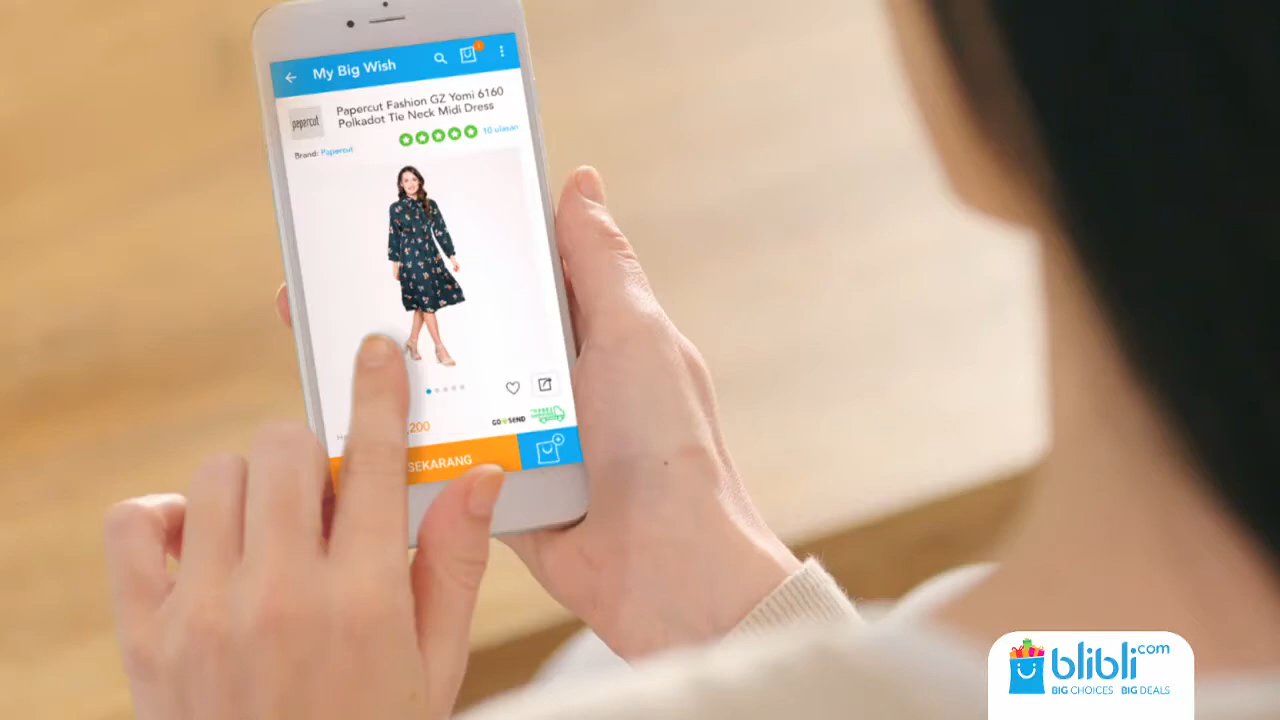 My Big Wish
papercut
Papercut Fashion GZ Yomi 6160
Polkadot Tie Neck Midi Dress
10 ulasan
Brand: Papercut
.200
GO SEND
SEKARANG
blibli.com
BIG CHOICES BIG DEALS